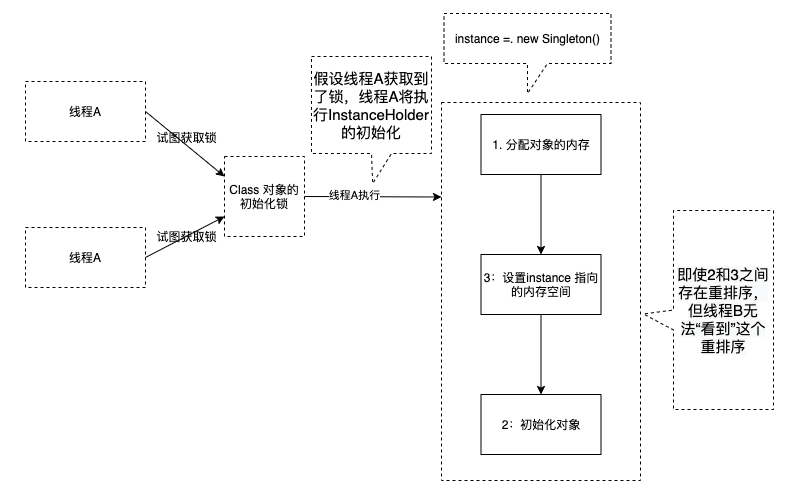 instance =. new Singleton()
假设线程A获取到
了锁，线程A将执
行InstanceHolder
的初始化
线程A
试图获取锁
1. 分配对象的内存
Class 对象的
初始化锁
线程A执行
线程A
试图获取锁
3：设置instance 指向
的内存空间
即使2和3之间
存在重排序，
但线程B无
法“看到”这个
重排序
2：初始化对象